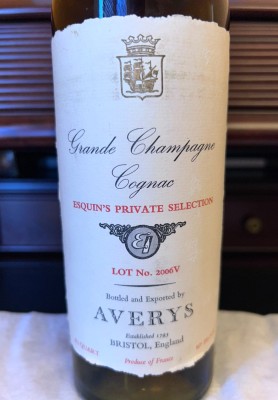 Grande Champagne
Cognac
ESQUIN'S PRIVATE SELECTION
LOT No. 2006V
Bottled and Exported by
AVERYS
Established 1793
BRISTOL, England
Produce of France